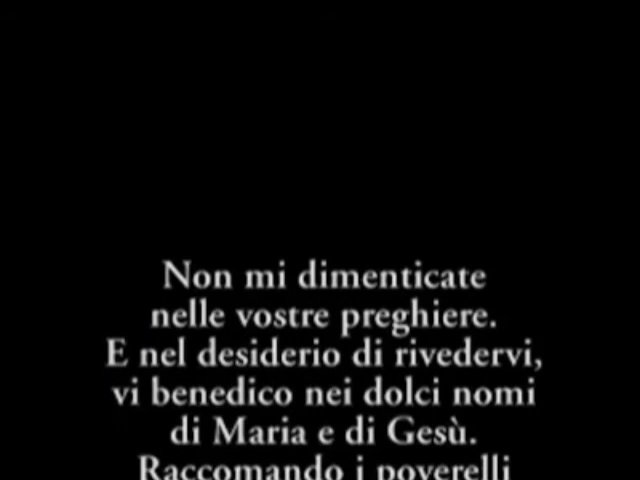 Non mi dimenticate
nelle vostre preghiere.
E nel desiderio di rivedervi,
vi benedico nei dolci nomi
di Maria e di Gesù.
Raccomando i poverelli